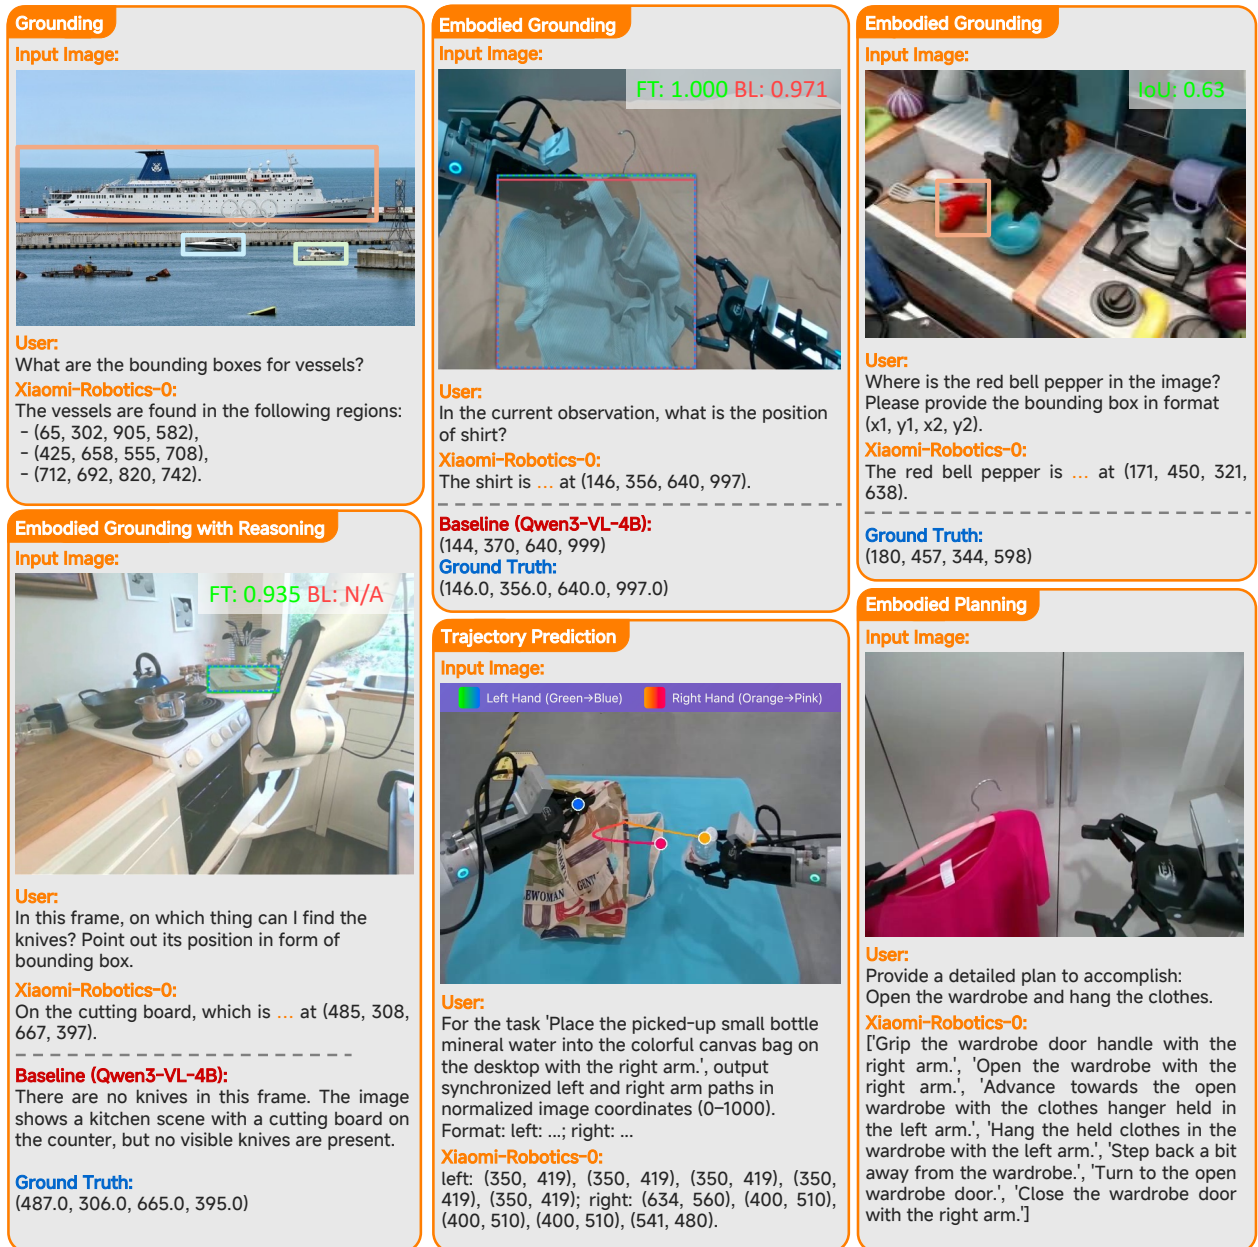 Grounding
Input Image:
User:
What are the bounding boxes for vessels?
Xiaomi-Robotics-0:
The vessels are found in the following regions:
- (65, 302, 905, 582),
- (425, 658, 555, 708),
- (712, 692, 820, 742).
Embodied Grounding with Reasoning
Input Image:
FT: 0.935 BL: N/A
User:
In this frame, on which thing can I find the
knives? Point out its position in form of
bounding box.
Xiaomi-Robotics-0:
On the cutting board, which is ... at (485, 308,
667, 397).
Baseline (Qwen3-VL-4B):
There are no knives in this frame. The image
shows a kitchen scene with a cutting board on
the counter, but no visible knives are present.
Ground Truth:
(487.0, 306.0, 665.0, 395.0)
Embodied Grounding
Input Image:
FT: 1.000 BL: 0.971
User:
In the current observation, what is the position
of shirt?
Xiaomi-Robotics-0:
The shirt is ... at (146, 356, 640, 997).
Baseline (Qwen3-VL-4B):
(144, 370, 640, 999)
Ground Truth:
(146.0, 356.0, 640.0, 997.0)
Trajectory Prediction
Input Image:
Left Hand (Green→Blue) Right Hand (Orange→Pink)
EWOMAN
GENTL
User:
For the task 'Place the picked-up small bottle
mineral water into the colorful canvas bag on
the desktop with the right arm.', output
synchronized left and right arm paths in
normalized image coordinates (0–1000).
Format: left: ...; right: ...
Xiaomi-Robotics-0:
left: (350, 419), (350, 419), (350, 419), (350,
419), (350, 419); right: (634, 560), (400, 510),
(400, 510), (400, 510), (541, 480).
Embodied Grounding
Input Image:
IoU: 0.63
User:
Where is the red bell pepper in the image?
Please provide the bounding box in format
(x1, y1, x2, y2).
Xiaomi-Robotics-0:
The red bell pepper is ... at (171, 450, 321,
638).
Ground Truth:
(180, 457, 344, 598)
Embodied Planning
Input Image:
User:
Provide a detailed plan to accomplish:
Open the wardrobe and hang the clothes.
Xiaomi-Robotics-0:
['Grip the wardrobe door handle with the
right arm.', 'Open the wardrobe with the
right arm.', 'Advance towards the open
wardrobe with the clothes hanger held in
the left arm.', 'Hang the held clothes in the
wardrobe with the left arm.', 'Step back a bit
away from the wardrobe.', 'Turn to the open
wardrobe door.', 'Close the wardrobe door
with the right arm.']